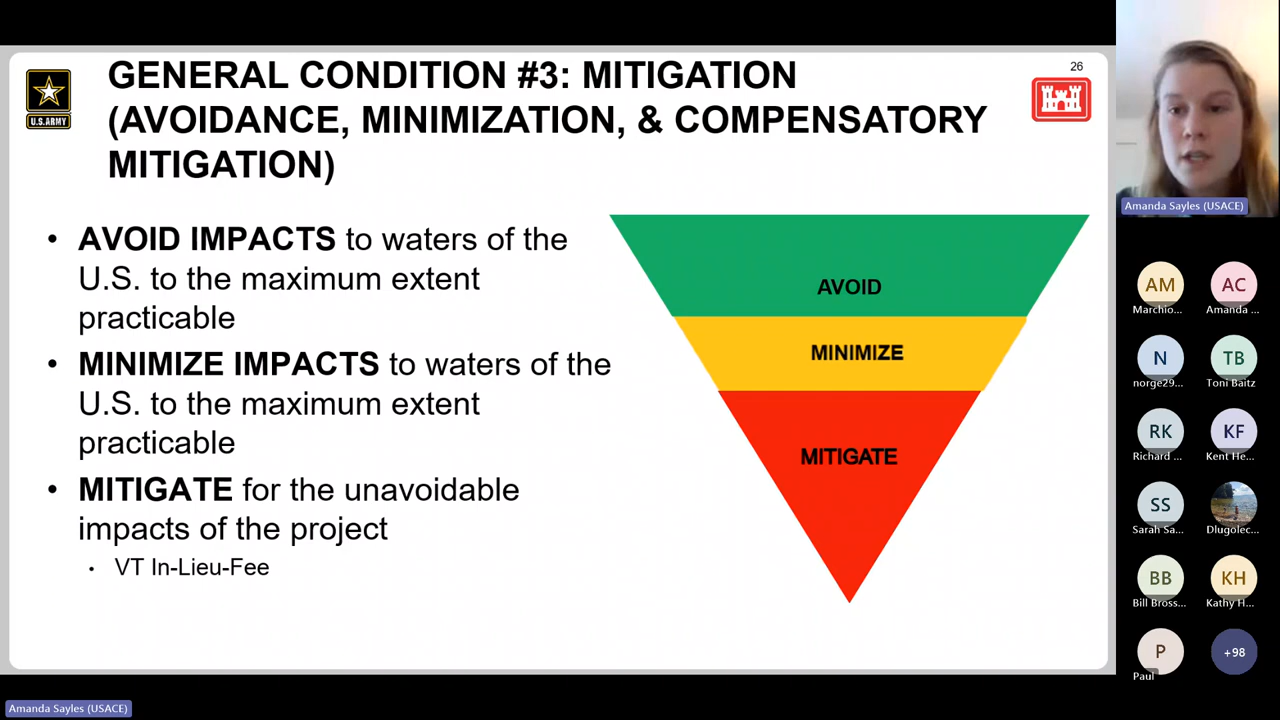 GENERAL CONDITION #3: MITIGATION
(AVOIDANCE, MINIMIZATION, & COMPENSATORY
MITIGATION)
26
U.S.ARMY
• AVOID IMPACTS to waters of the
U.S. to the maximum extent
practicable
• MINIMIZE IMPACTS to waters of the
U.S. to the maximum extent
practicable
• MITIGATE for the unavoidable
impacts of the project
• VT In-Lieu-Fee
AVOID
MINIMIZE
MITIGATE
Amanda Sayles (USACE)
AM
Marchio...
AC
Amanda ...
N
norge29...
TB
Toni Baitz
RK
Richard ...
KF
Kent He...
SS
Sarah Sa...
Dlugolec...
BB
Bill Bross...
KH
Kathy H...
P
Paul
+98
Amanda Sayles (USACE)